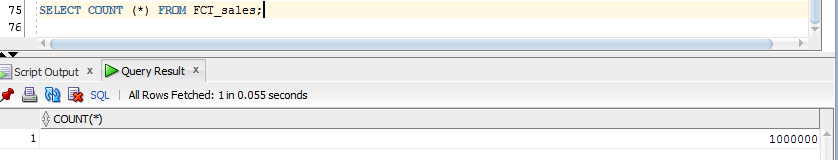 75 SELECT COUNT (*) FROM FCT_sales;
76
Script Output x Query Result x
SQL | All Rows Fetched: 1 in 0.055 seconds
COUNT(*)
1 1000000